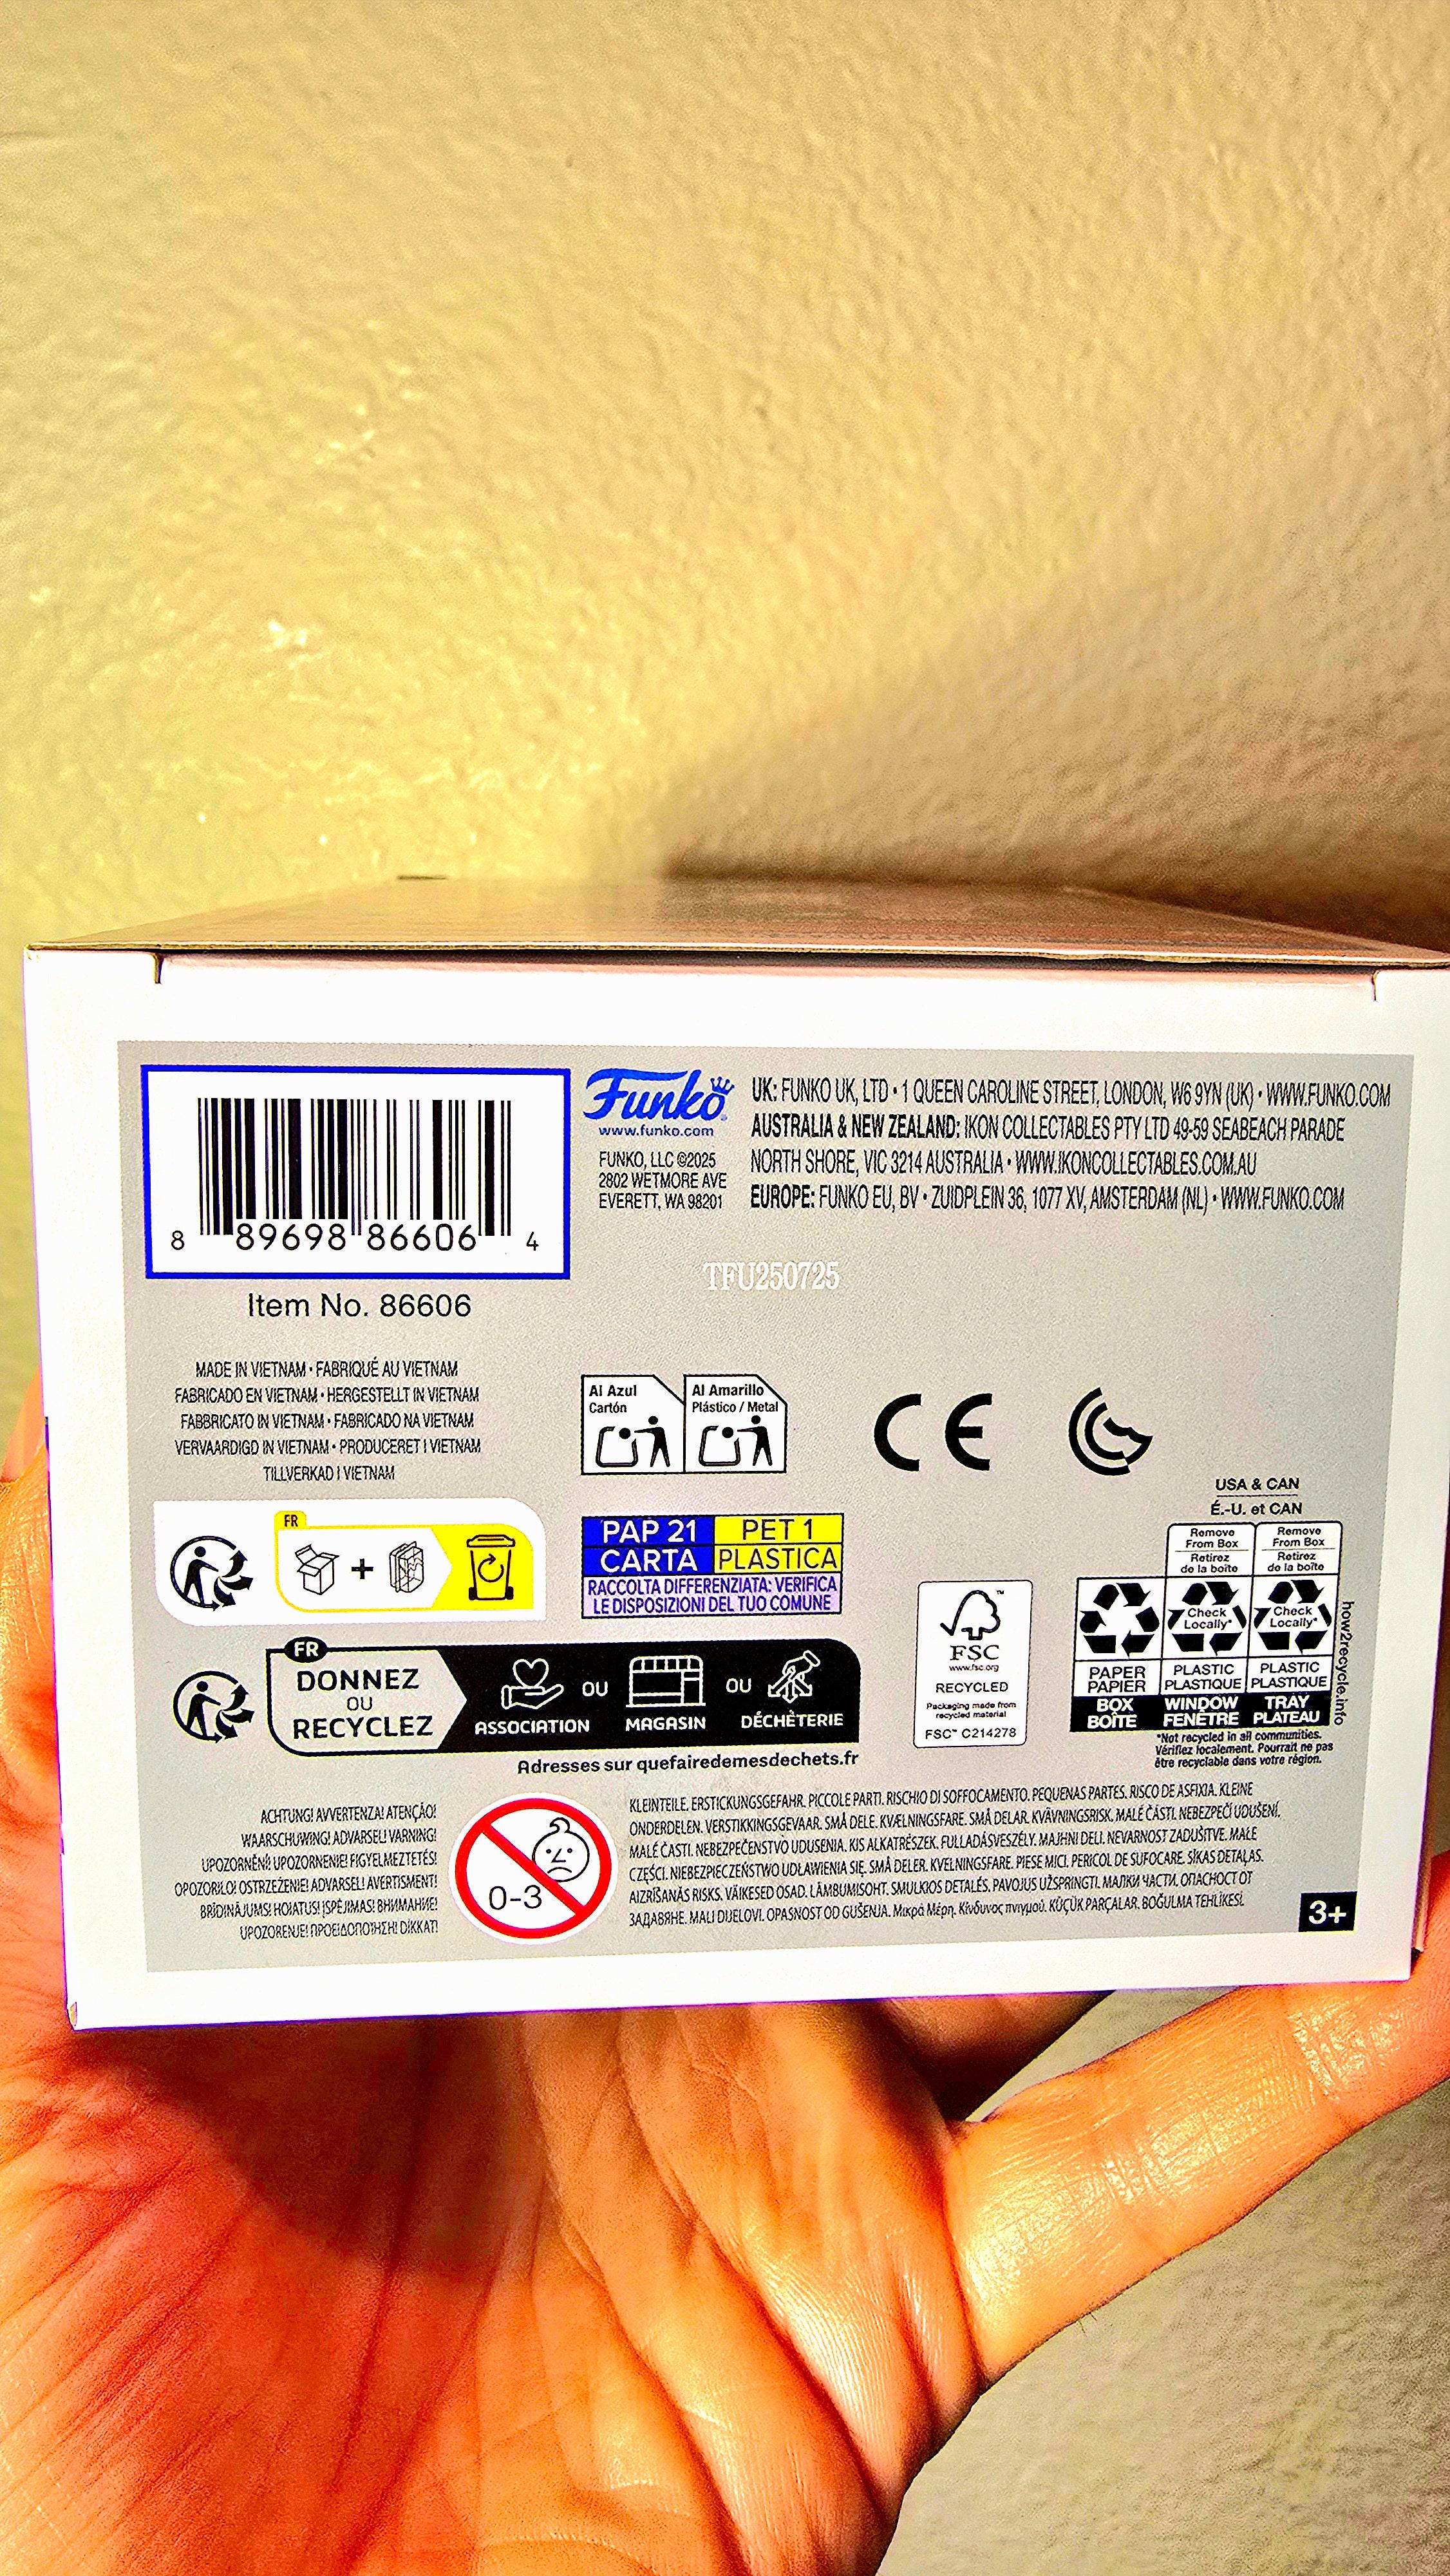 8 89698 86606 4
Item No. 86606
Funko
www.funko.com
FUNKO, LLC ©2025
2802 WETMORE AVE
EVERETT, WA 98201
UK: FUNKO UK, LTD • 1 QUEEN CAROLINE STREET, LONDON, W6 9YN (UK) • WWW.FUNKO.COM
AUSTRALIA & NEW ZEALAND: IKON COLLECTABLES PTY LTD 49-59 SEABEACH PARADE
NORTH SHORE, VIC 3214 AUSTRALIA • WWW.IKONCOLLECTABLES.COM.AU
EUROPE: FUNKO EU, BV • ZUIDPLEIN 36, 1077 XV, AMSTERDAM (NL) • WWW.FUNKO.COM
TFU250725
MADE IN VIETNAM • FABRIQUÉ AU VIETNAM
FABRICADO EN VIETNAM • HERGESTELLT IN VIETNAM
FABBRICATO IN VIETNAM • FABRICADO NA VIETNAM
VERVAARDIGD IN VIETNAM • PRODUCERET I VIETNAM
TILLVERKAD I VIETNAM
Al Azul
Cartón
Al Amarillo
Plástico / Metal
CE
FR
PAP 21
CARTA
PET 1
PLASTICA
RACCOLTA DIFFERENZIATA: VERIFICA
LE DISPOSIZIONI DEL TUO COMUNE
FR
DONNEZ
OU
RECYCLEZ
ASSOCIATION
OU
MAGASIN
OU
DÉCHÈTERIE
Adresses sur quefairedemesdechets.fr
FSC™
www.fsc.org
RECYCLED
Packaging made from
recycled material
FSC™ C214278
USA & CAN
É.-U. et CAN
Remove
From Box
Retirez
de la boîte
Remove
From Box
Retirez
de la boîte
Check
Locally*
Check
Locally*
PAPER
PAPIER
PLASTIC
PLASTIQUE
PLASTIC
PLASTIQUE
BOX
BOÎTE
WINDOW
FENÊTRE
TRAY
PLATEAU
how2recycle.info
*Not recycled in all communities.
Vérifiez localement. Pourrait ne pas
être recyclable dans votre région.
ACHTUNG! AVVERTENZA! ATENÇÃO!
WAARSCHUWING! ADVARSEL! VARNING!
UPOZORNĚNÍ! UPOZORNENIE! FIGYELMEZTETÉS!
OPOZORILO! OSTRZEŻENIE! ADVARSEL! AVERTISMENT!
BRĪDINĀJUMS! HOIATUS! ĮSPĖJIMAS! ВНИМАНИЕ!
UPOZORENJE! ΠΡΟΕΙΔΟΠΟΙΗΣΗ! DİKKAT!
0-3
KLEINTEILE. ERSTICKUNGSGEFAHR. PICCOLE PARTI. RISCHIO DI SOFFOCAMENTO. PEQUENAS PARTES. RISCO DE ASFIXIA. KLEINE
ONDERDELEN. VERSTIKKINGSGEVAAR. SMÅ DELE. KVÆLNINGSFARE. SMÅ DELAR. KVÄVNINGSRISK. MALÉ ČÁSTI. NEBEZPEČÍ UDUŠENÍ.
MALÉ ČASTI. NEBEZPEČENSTVO UDUSENIA. KIS ALKATRÉSZEK. FULLADÁSVESZÉLY. MAJHNI DELI. NEVARNOST ZADUŠITVE. MAŁE
CZĘŚCI. NIEBEZPIECZEŃSTWO UDŁAWIENIA SIĘ. SMÅ DELER. KVELNINGSFARE. PIESE MICI. PERICOL DE SUFOCARE. SĪKAS DETAĻAS.
AIZRĪŠANĀS RISKS. VÄIKESED OSAD. LÄMBUMISOHT. SMULKIOS DETALĖS. PAVOJUS UŽSPRINGTI. МАЛКИ ЧАСТИ. ОПАСНОСТ ОТ
ЗАДАВЯНЕ. MALI DIJELOVI. OPASNOST OD GUŠENJA. Μικρά Μέρη. Κίνδυνος πνιγμού. KÜÇÜK PARÇALAR. BOĞULMA TEHLİKESİ.
3+